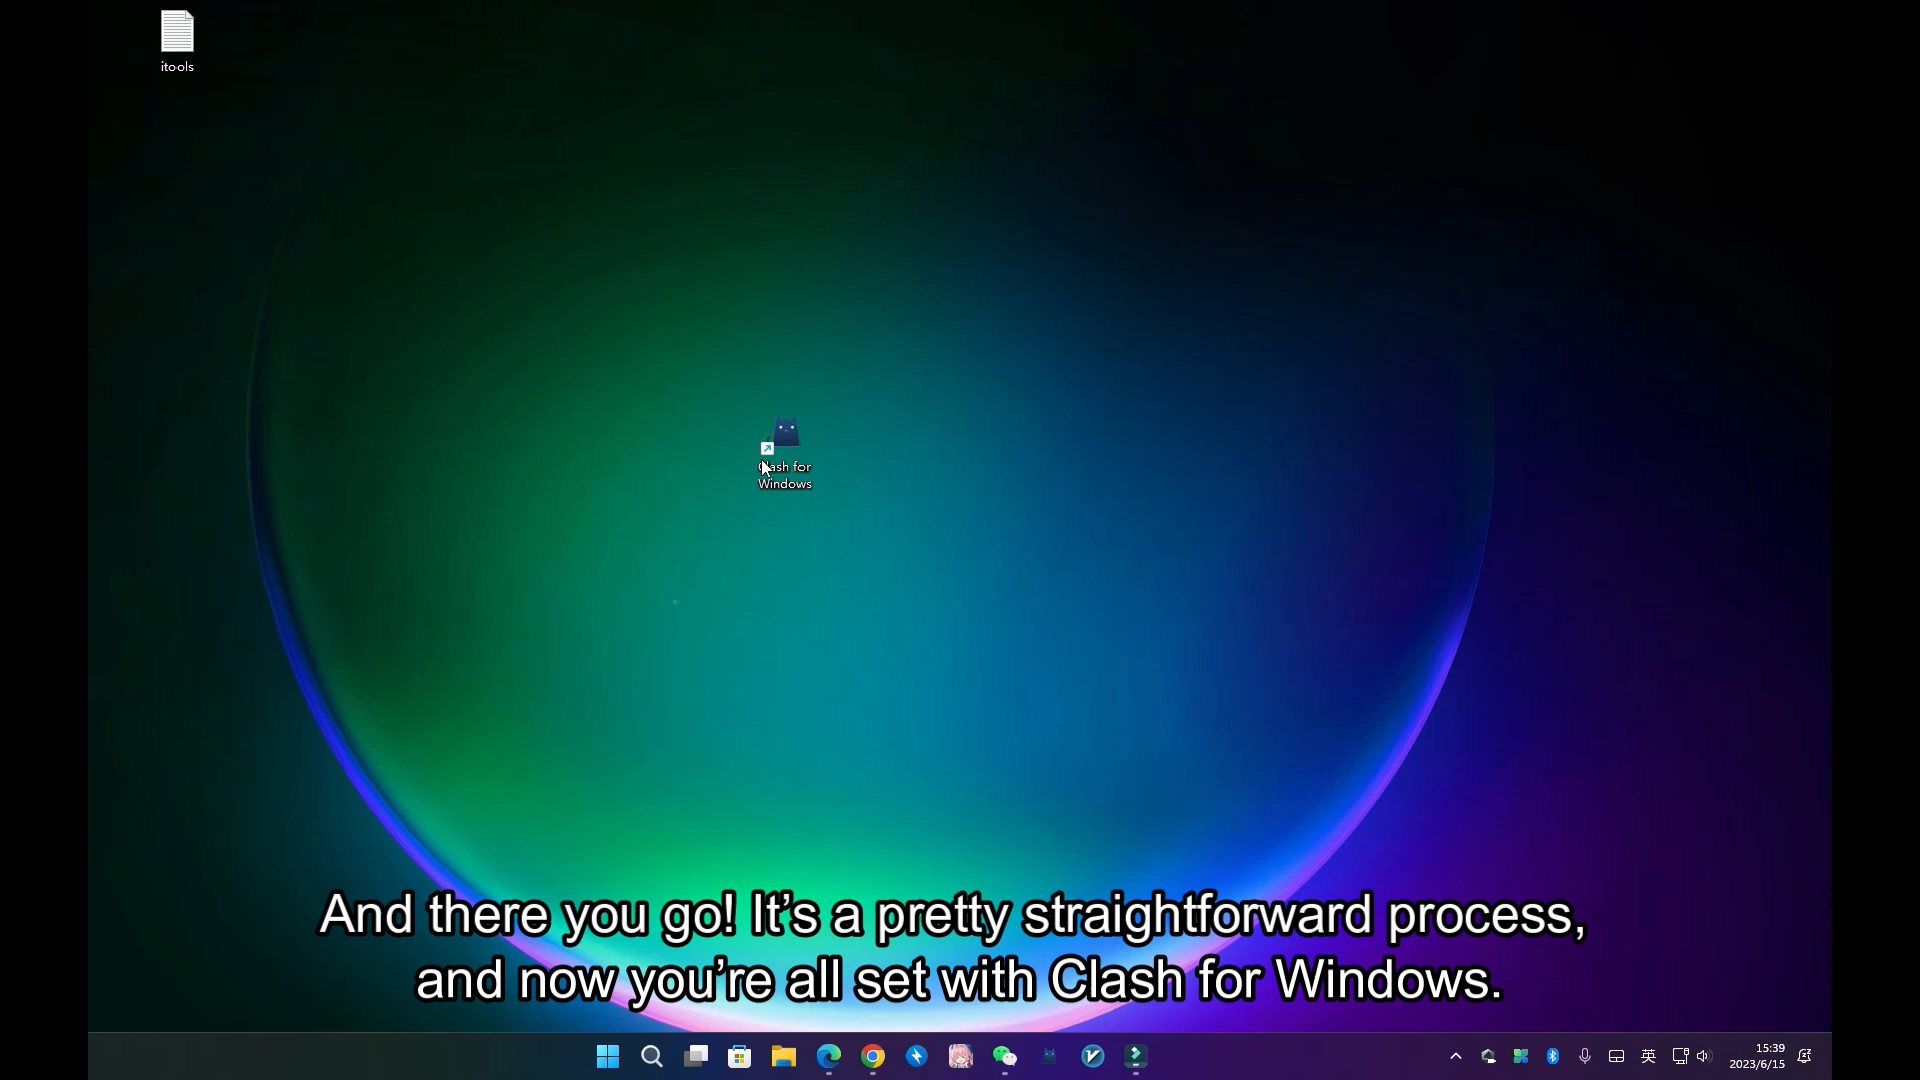 itools
Clash for
Windows
And there you go! It’s a pretty straightforward process,
and now you’re all set with Clash for Windows.
英
15:39
2023/6/15